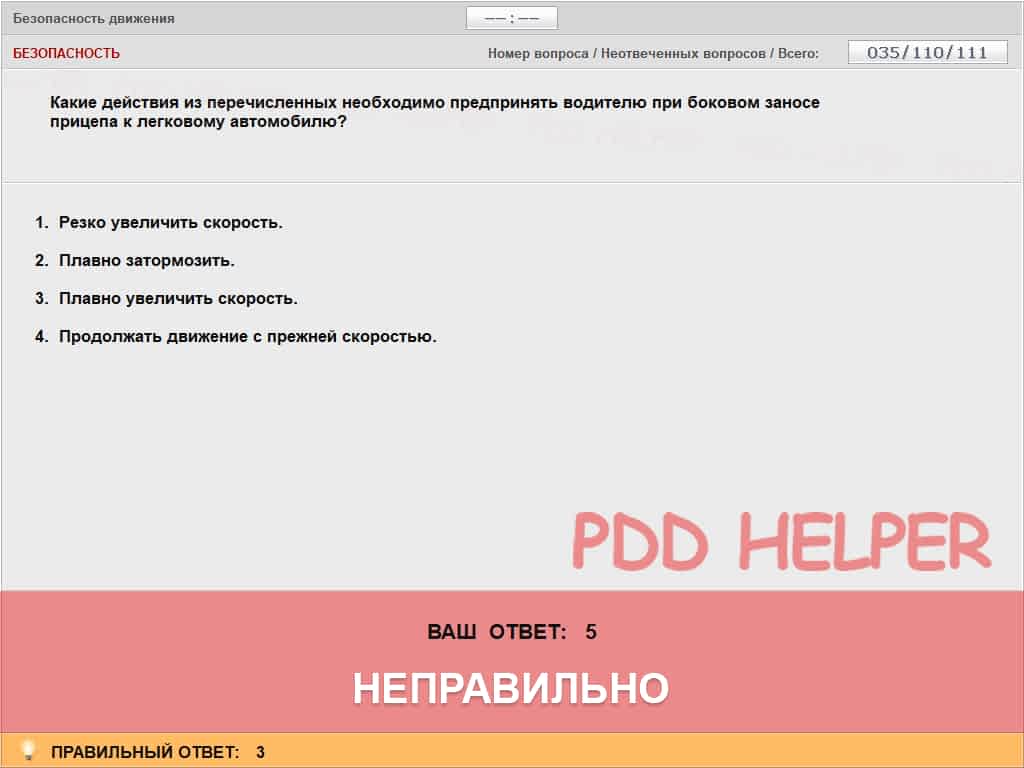 Безопасность движения
—— : ——
БЕЗОПАСНОСТЬ
Номер вопроса / Неотвеченных вопросов / Всего:
035/110/111
Какие действия из перечисленных необходимо предпринять водителю при боковом заносе
прицепа к легковому автомобилю?
1. Резко увеличить скорость.
2. Плавно затормозить.
3. Плавно увеличить скорость.
4. Продолжать движение с прежней скоростью.
PDD HELPER
ВАШ ОТВЕТ: 5
НЕПРАВИЛЬНО
ПРАВИЛЬНЫЙ ОТВЕТ: 3